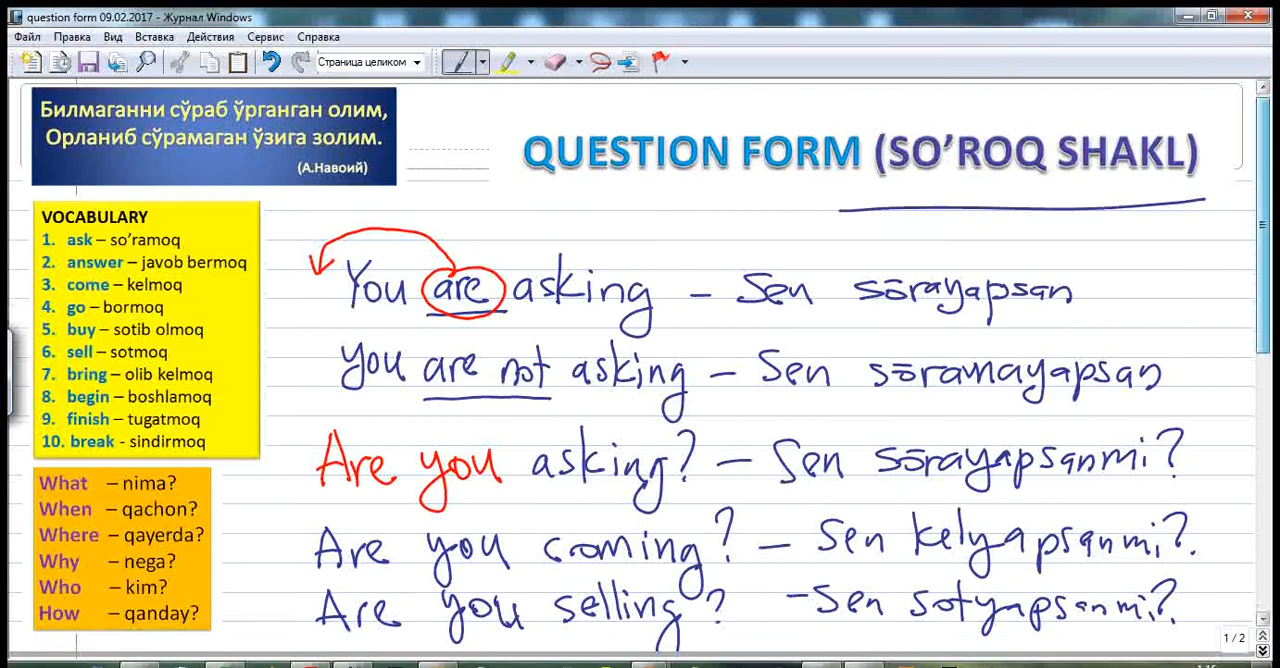 question form 09.02.2017 - Журнал Windows
Файл Правка Вид Вставка Действия Сервис Справка
Страница целиком
Билмаганни сўраб ўрганган олим,
Орланиб сўрамаган ўзига золим.
(А.Навоий)
QUESTION FORM (SO’ROQ SHAKL)
VOCABULARY
1. ask – so’ramoq
2. answer – javob bermoq
3. come – kelmoq
4. go – bormoq
5. buy – sotib olmoq
6. sell – sotmoq
7. bring – olib kelmoq
8. begin – boshlamoq
9. finish – tugatmoq
10. break - sindirmoq
What – nima?
When – qachon?
Where – qayerda?
Why – nega?
Who – kim?
How – qanday?
You are asking – Sen sōrayapsan
You are not asking – Sen sōramayapsan
Are you asking? – Sen sōrayapsanmi?
Are you coming? – Sen kelyapsanmi?
Are you selling? – Sen sotyapsanmi?
1 / 2